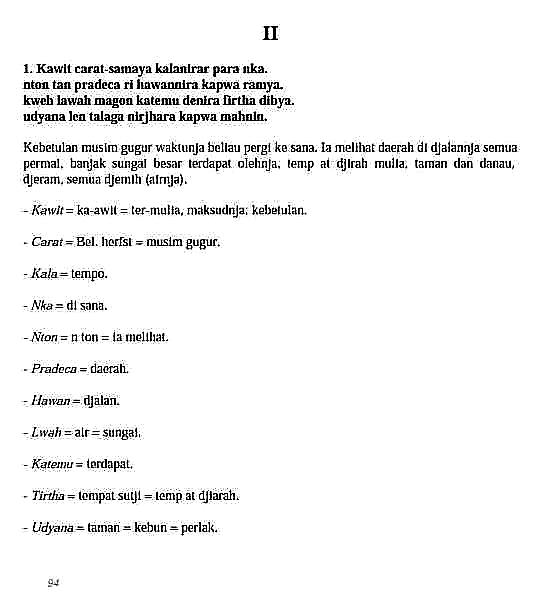 II
1. Kawit carat-samaya kalanirar para nka.
nton tan pradeca ri hawannira kapwa ramya.
kweh lawah magon katemu denira firtha dibya.
udyana len talaga nirjhara kapwa mahnin.
Kebetulan musim gugur waktunja beliau pergi ke sana. Ia melihat daerah di djalannja semua
permai, banjak sungai besar terdapat olehnja, temp at djirah mulia, taman dan danau,
djeram, semua djernih (airnja).
- Kawit = ka-awit = ter-mulia, maksudnja; kebetulan.
- Carat = Bel. herfst = musim gugur.
- Kala = tempo.
- Nka = di sana.
- Nton = n ton = ia melihat.
- Pradeca = daerah.
- Hawan = djalan.
- Lwah = air = sungai.
- Katemu = terdapat.
- Tirtha = tempat sutji = temp at djiarah.
- Udyana = taman = kebun = perlak.
94